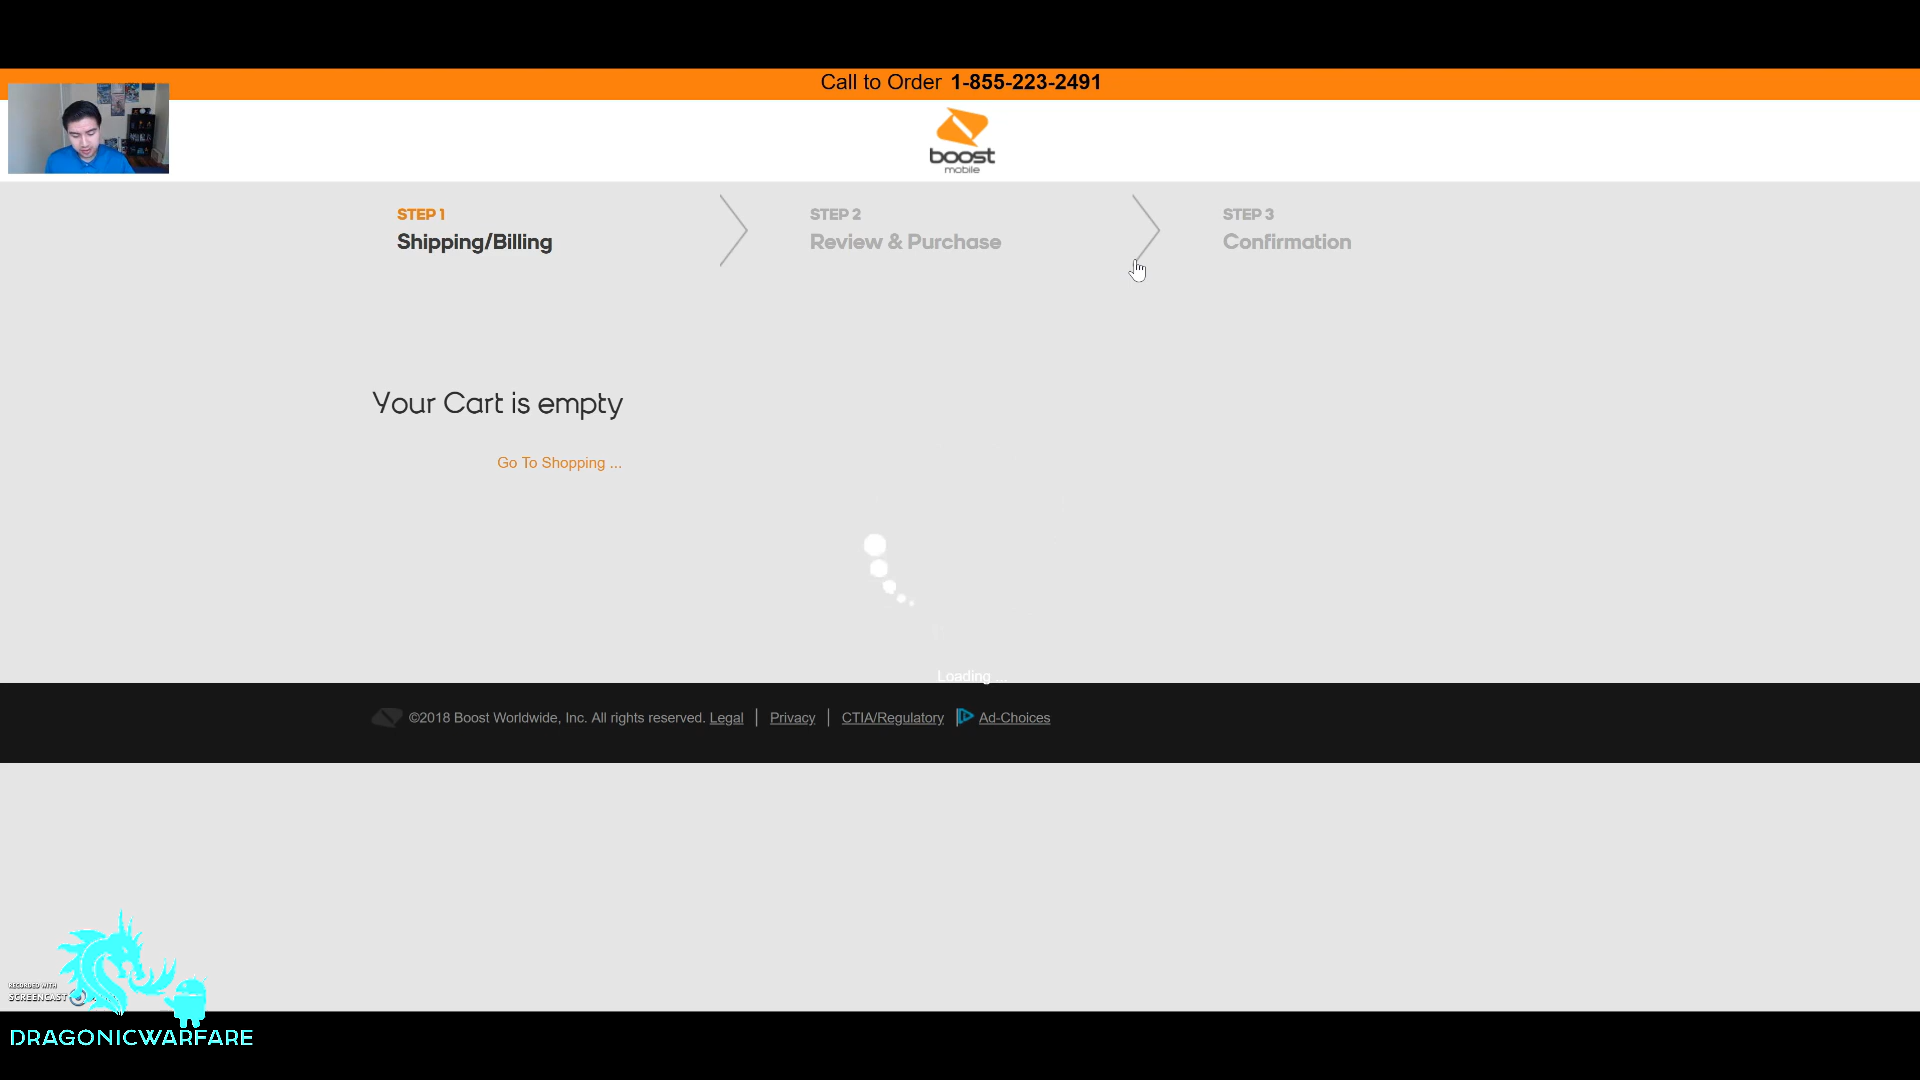 Call to Order 1-855-223-2491
boost
mobile
STEP 1
Shipping/Billing
STEP 2
Review & Purchase
STEP 3
Confirmation
Your Cart is empty
Go To Shopping ...
Loading ...
©2018 Boost Worldwide, Inc. All rights reserved. Legal | Privacy | CTIA/Regulatory | Ad-Choices
RECORDED WITH
SCREENCAST
DRAGONICWARFARE